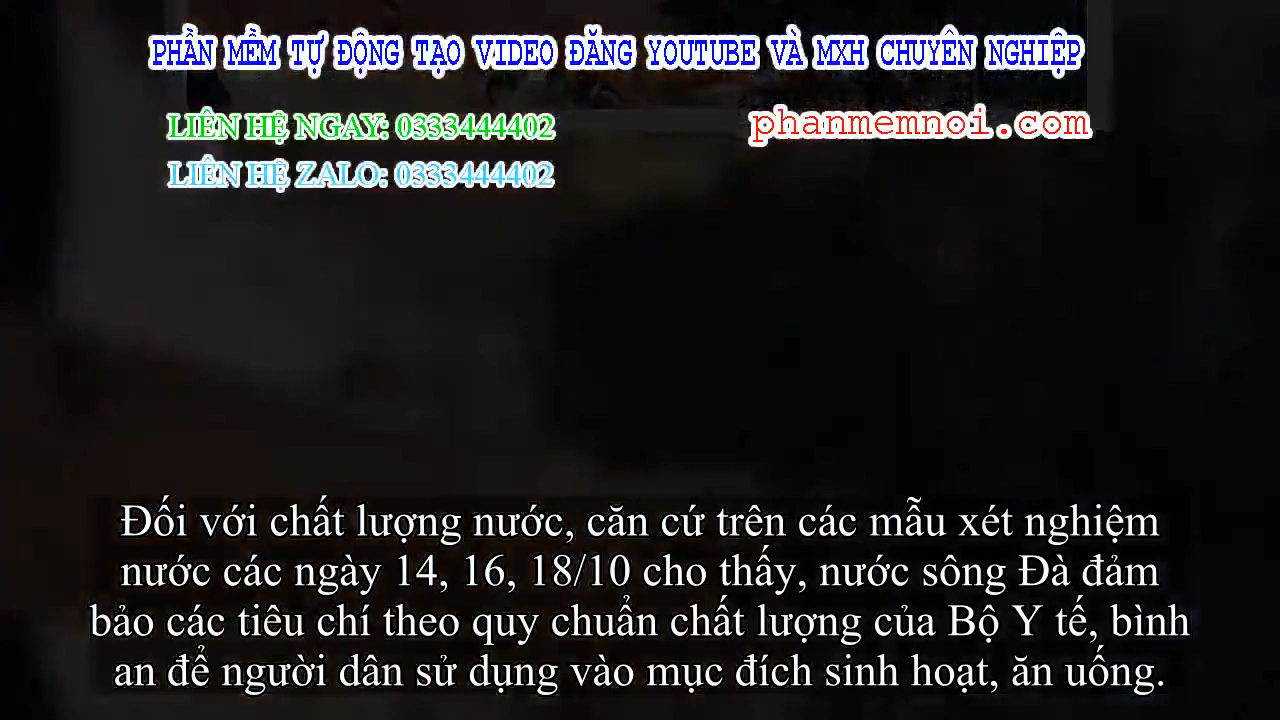 PHẦN MỀM TỰ ĐỘNG TẠO VIDEO ĐĂNG YOUTUBE VÀ MXH CHUYÊN NGHIỆP
LIÊN HỆ NGAY: 0333444402
phanmemnoi.com
LIÊN HỆ ZALO: 0333444402
Đối với chất lượng nước, căn cứ trên các mẫu xét nghiệm
nước các ngày 14, 16, 18/10 cho thấy, nước sông Đà đảm
bảo các tiêu chí theo quy chuẩn chất lượng của Bộ Y tế, bình
an để người dân sử dụng vào mục đích sinh hoạt, ăn uống.